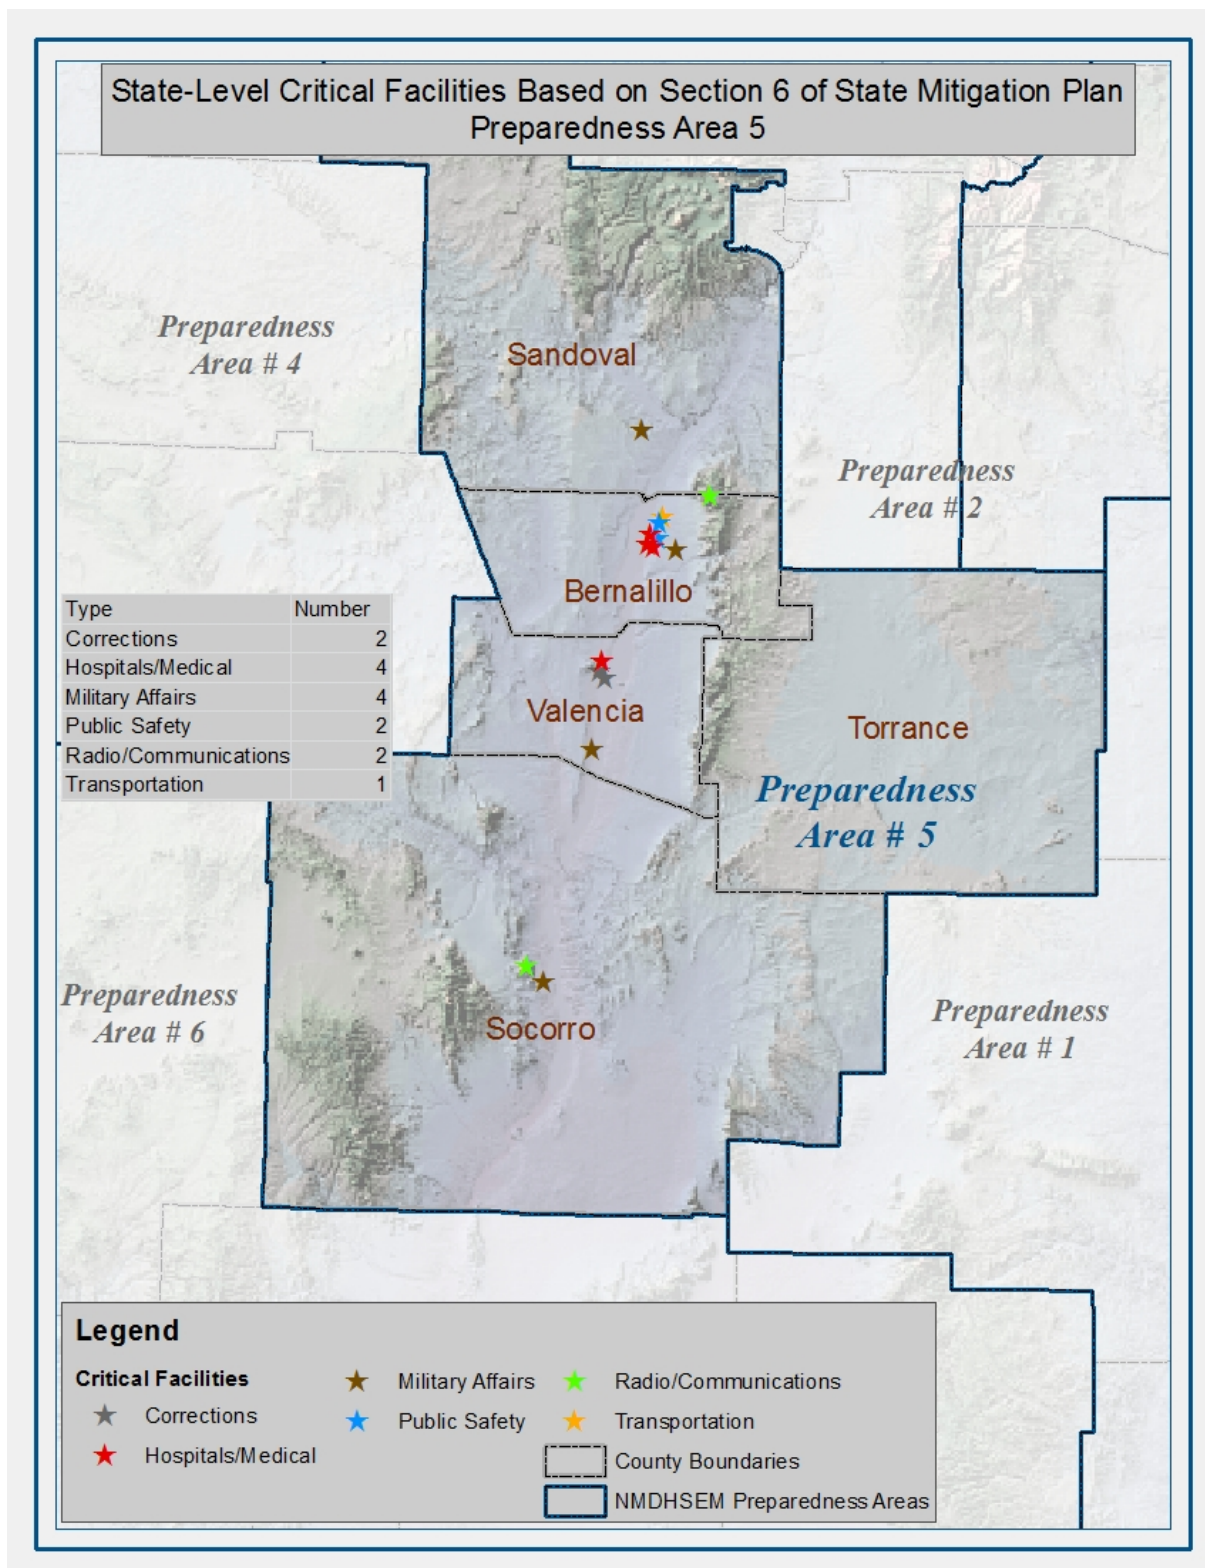 State-Level Critical Facilities Based on Section 6 of State Mitigation Plan
Preparedness Area 5
Preparedness
Area # 4
Sandoval
Preparedness
Area # 2
Bernalillo
Type Number
Corrections 2
Hospitals/Medical 4
Military Affairs 4
Public Safety 2
Radio/Communications 2
Transportation 1
Valencia
Torrance
Preparedness
Area # 5
Preparedness
Area # 6
Socorro
Preparedness
Area # 1
Legend
Critical Facilities
Corrections
Hospitals/Medical
Military Affairs
Public Safety
Radio/Communications
Transportation
County Boundaries
NMDHSEM Preparedness Areas